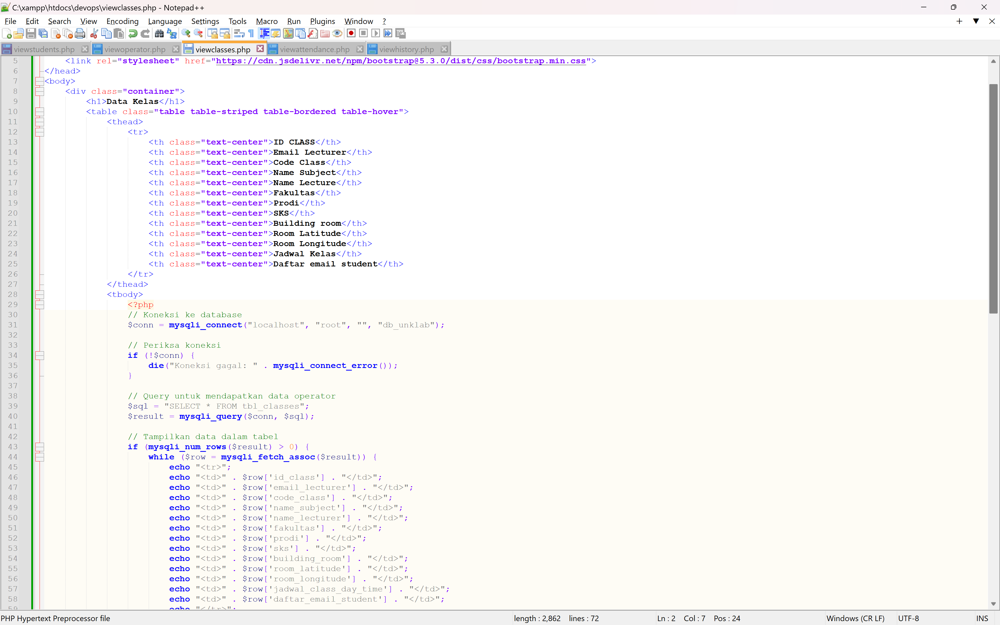 C:\xampp\htdocs\devops\viewclasses.php - Notepad++
File Edit Search View Encoding Language Settings Tools Macro Run Plugins Window ?
viewstudents.php viewoperator.php viewclasses.php viewattendance.php viewhistory.php
5 <link rel="stylesheet" href="https://cdn.jsdelivr.net/npm/bootstrap@5.3.0/dist/css/bootstrap.min.css">
6 </head>
7 <body>
8 <div class="container">
9 <h1>Data Kelas</h1>
10 <table class="table table-striped table-bordered table-hover">
11 <thead>
12 <tr>
13 <th class="text-center">ID CLASS</th>
14 <th class="text-center">Email Lecturer</th>
15 <th class="text-center">Code Class</th>
16 <th class="text-center">Name Subject</th>
17 <th class="text-center">Name Lecture</th>
18 <th class="text-center">Fakultas</th>
19 <th class="text-center">Prodi</th>
20 <th class="text-center">SKS</th>
21 <th class="text-center">Building room</th>
22 <th class="text-center">Room Latitude</th>
23 <th class="text-center">Room Longitude</th>
24 <th class="text-center">Jadwal Kelas</th>
25 <th class="text-center">Daftar email student</th>
26 </tr>
27 </thead>
28 <tbody>
29 <?php
30 // Koneksi ke database
31 $conn = mysqli_connect("localhost", "root", "", "db_unklab");
32
33 // Periksa koneksi
34 if (!$conn) {
35 die("Koneksi gagal: " . mysqli_connect_error());
36 }
37
38 // Query untuk mendapatkan data operator
39 $sql = "SELECT * FROM tbl_classes";
40 $result = mysqli_query($conn, $sql);
41
42 // Tampilkan data dalam tabel
43 if (mysqli_num_rows($result) > 0) {
44 while ($row = mysqli_fetch_assoc($result)) {
45 echo "<tr>";
46 echo "<td>" . $row['id_class'] . "</td>";
47 echo "<td>" . $row['email_lecturer'] . "</td>";
48 echo "<td>" . $row['code_class'] . "</td>";
49 echo "<td>" . $row['name_subject'] . "</td>";
50 echo "<td>" . $row['name_lecturer'] . "</td>";
51 echo "<td>" . $row['fakultas'] . "</td>";
52 echo "<td>" . $row['prodi'] . "</td>";
53 echo "<td>" . $row['sks'] . "</td>";
54 echo "<td>" . $row['building_room'] . "</td>";
55 echo "<td>" . $row['room_latitude'] . "</td>";
56 echo "<td>" . $row['room_longitude'] . "</td>";
57 echo "<td>" . $row['jadwal_class_day_time'] . "</td>";
58 echo "<td>" . $row['daftar_email_student'] . "</td>";
59 echo "</tr>";
PHP Hypertext Preprocessor file length : 2,862 lines : 72 Ln : 2 Col : 7 Pos : 24 Windows (CR LF) UTF-8 INS